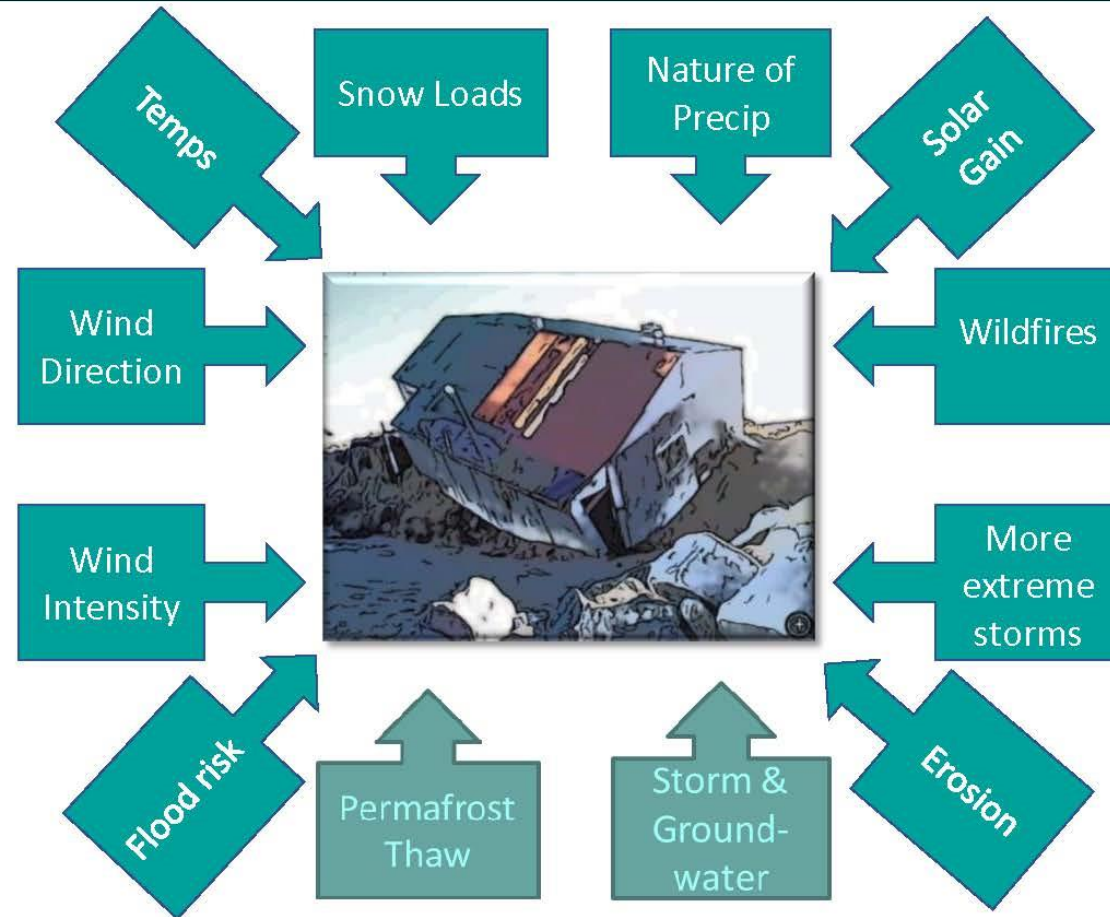 Temps
Snow Loads
Nature of
Precip
Solar
Gain
Wind
Direction
Wildfires
Wind
Intensity
More
extreme
storms
Flood risk
Permafrost
Thaw
Storm &
Ground-
water
Erosion